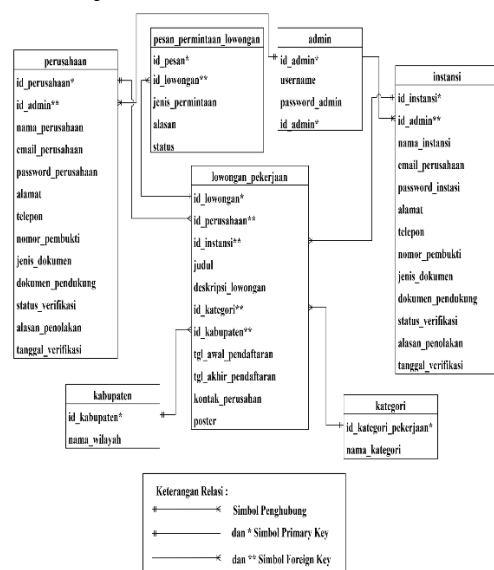 perusahaan
id_perusahaan*
id_admin**
nama_perusahaan
email_perusahaan
password_perusahaan
alamat
telepon
nomor_pembukti
jenis_dokumen
dokumen_pendukung
status_verifikasi
alasan_penolakan
tanggal_verifikasi
pesan_permintaan_lowongan
id_pesan*
id_lowongan**
jenis_permintaan
alasan
status
admin
id_admin*
username
password_admin
id_admin*
instansi
id_instansi*
id_admin**
nama_instansi
email_perusahaan
password_instasi
alamat
telepon
nomor_pembukti
jenis_dokumen
dokumen_pendukung
status_verifikasi
alasan_penolakan
tanggal_verifikasi
lowongan_pekerjaan
id_lowongan*
id_perusahaan**
id_instansi**
judul
deskripsi_lowongan
id_kategori**
id_kabupaten**
tgl_awal_pendaftaran
tgl_akhir_pendaftaran
kontak_perusahan
poster
kabupaten
id_kabupaten*
nama_wilayah
kategori
id_kategori_pekerjaan*
nama_kategori
Keterangan Relasi :
Simbol Penghubung
dan * Simbol Primary Key
dan ** Simbol Foreign Key